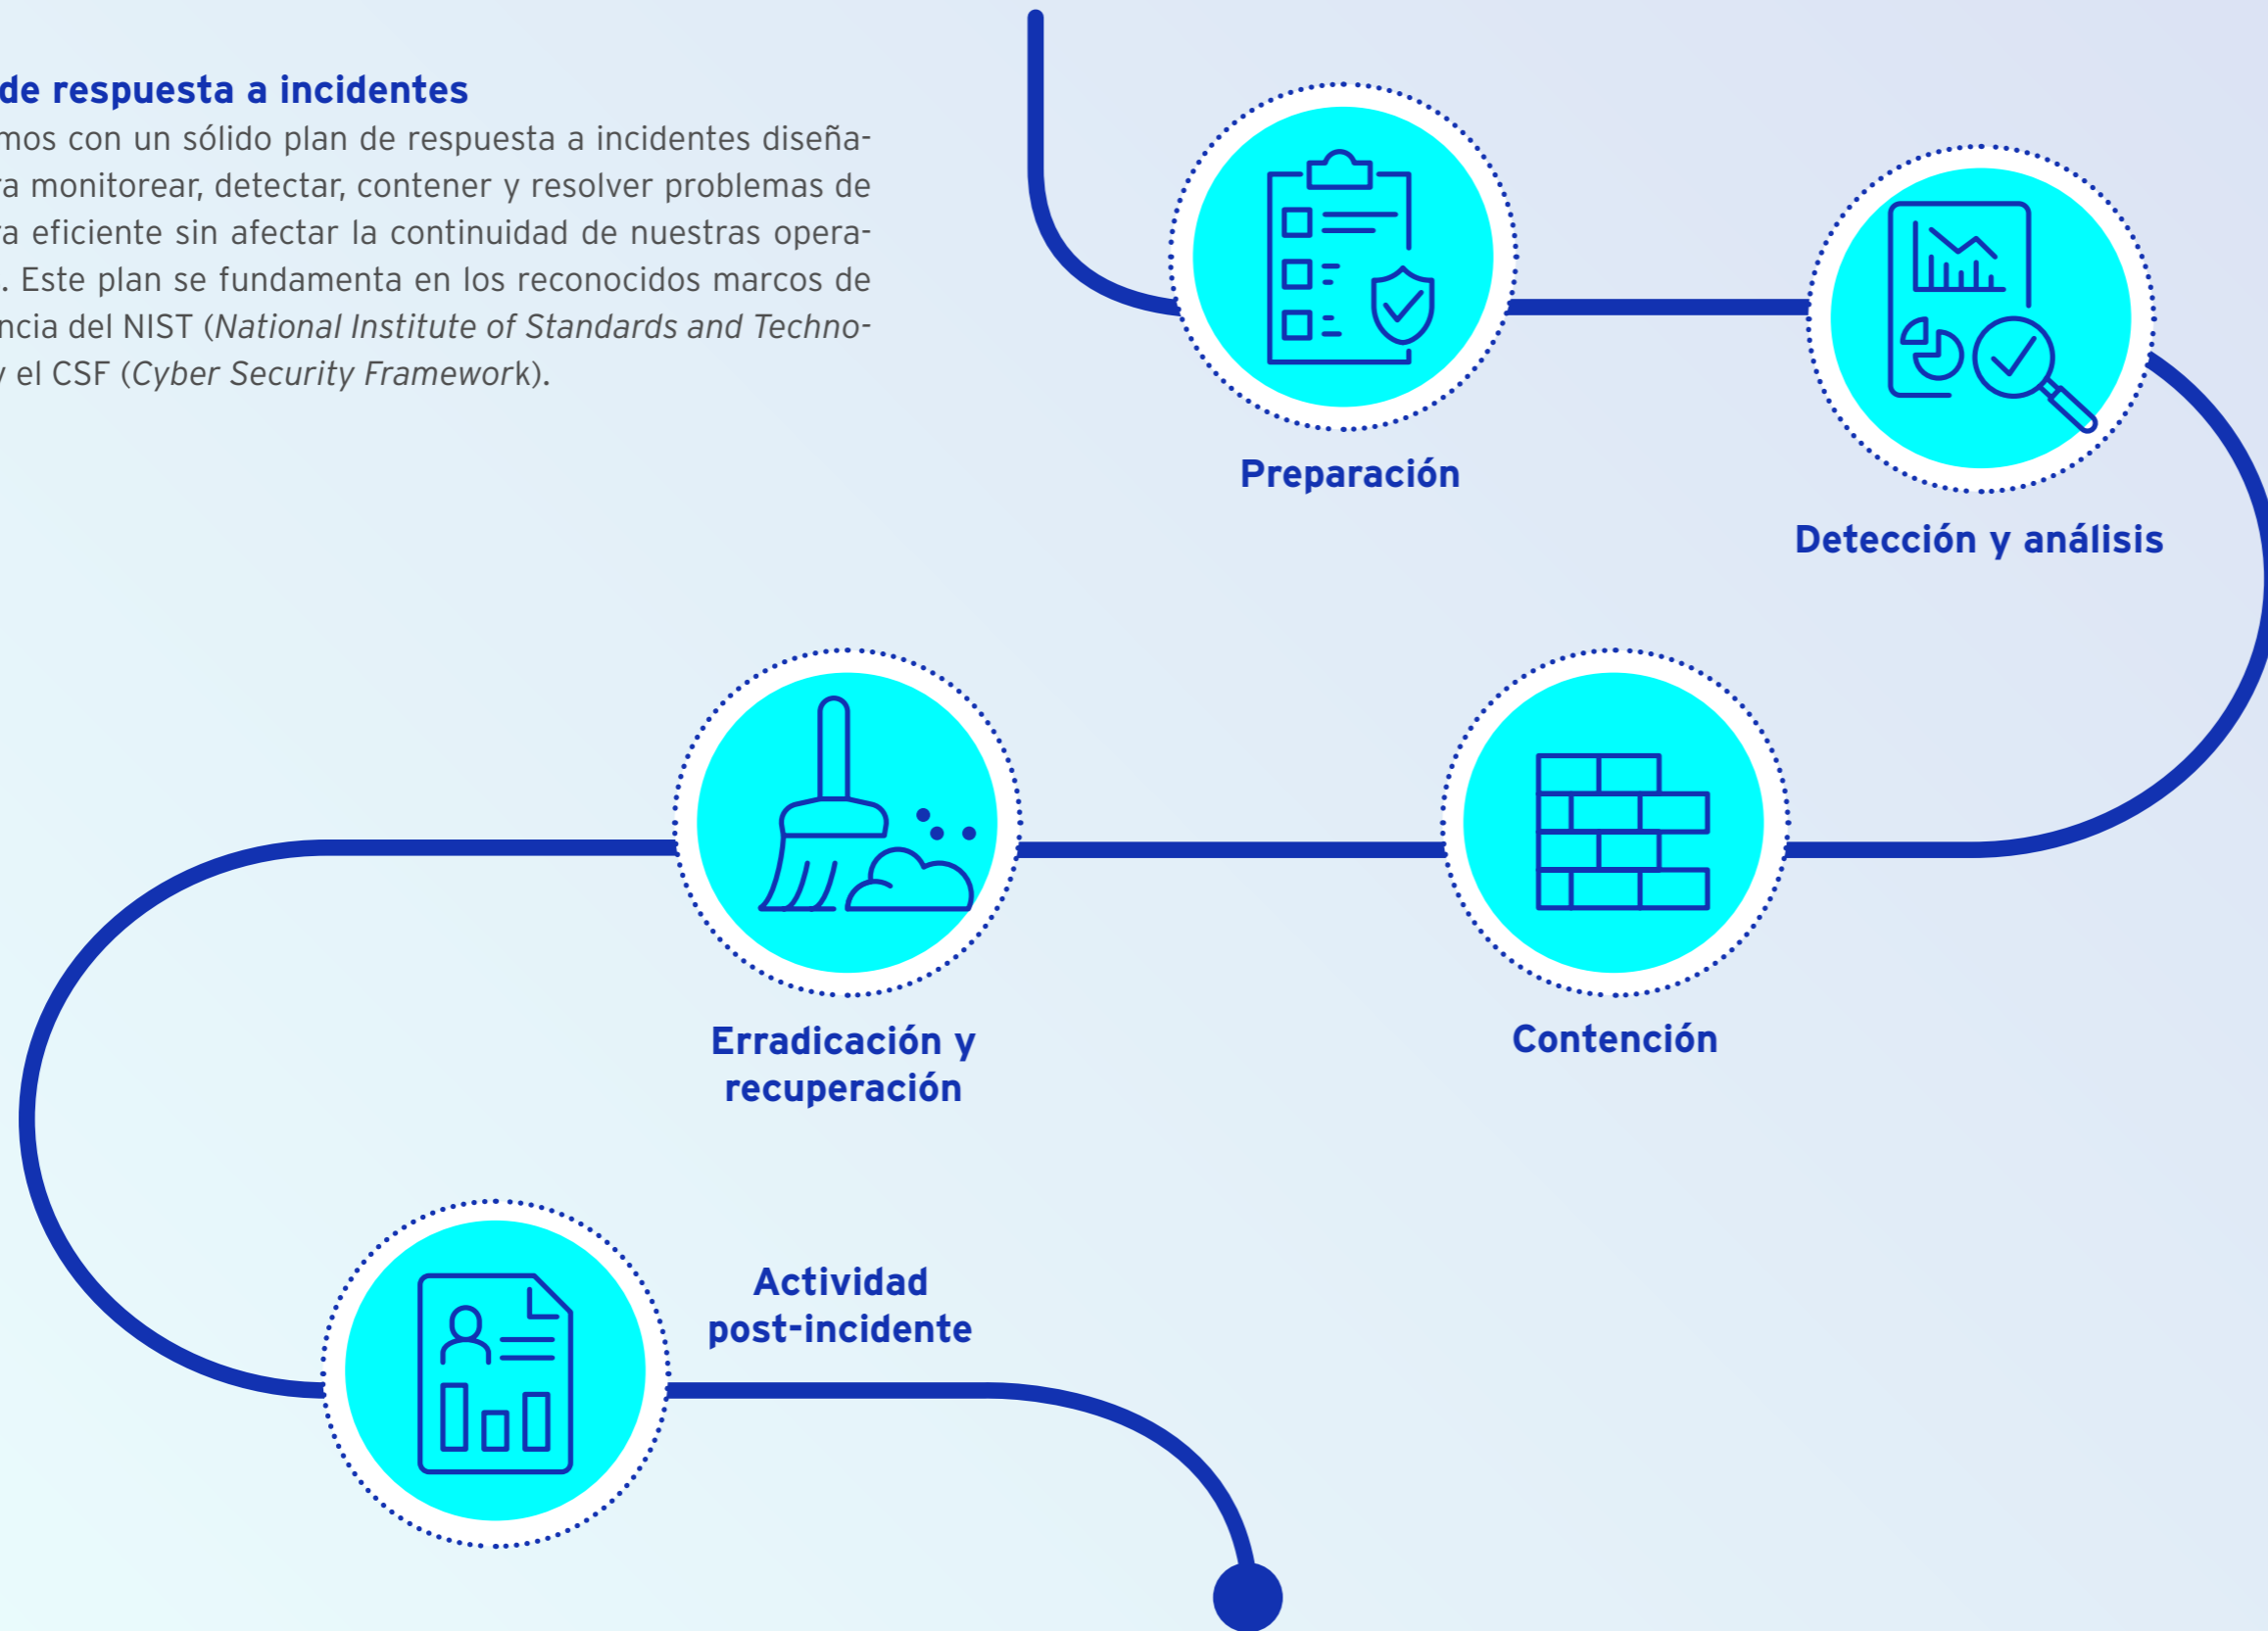 de respuesta a incidentes
mos con un sólido plan de respuesta a incidentes diseña-
ra monitorear, detectar, contener y resolver problemas de
ra eficiente sin afectar la continuidad de nuestras opera-
. Este plan se fundamenta en los reconocidos marcos de
ncia del NIST (National Institute of Standards and Techno-
y el CSF (Cyber Security Framework).
Preparación
Detección y análisis
Erradicación y
recuperación
Contención
Actividad
post-incidente